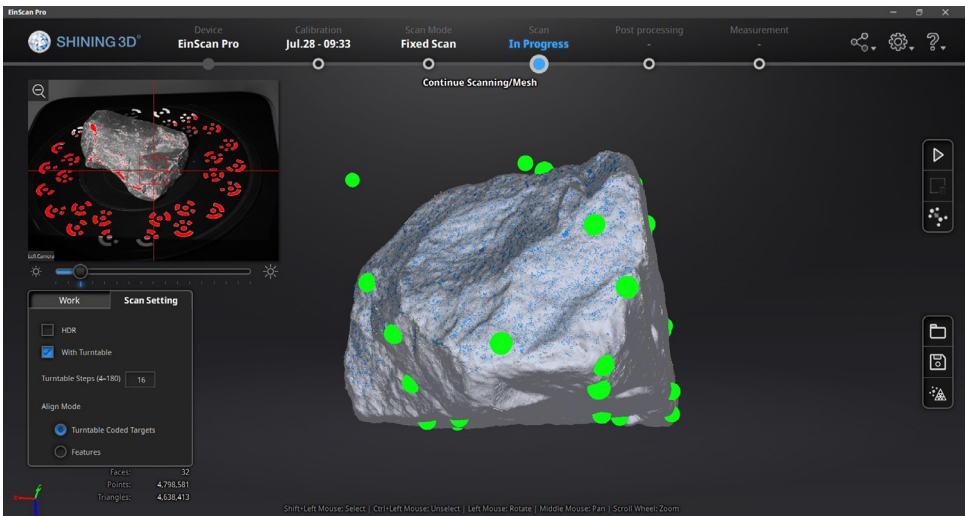 EinScan Pro
SHINING 3D®
Device
EinScan Pro
Calibration
Jul.28 - 09:33
Scan Mode
Fixed Scan
Scan
In Progress
Post processing
-
Measurement
-
Continue Scanning/Mesh
Left Camera
Work
Scan Setting
HDR
With Turntable
Turntable Steps (4-180) 16
Align Mode
Turntable Coded Targets
Features
Faces: 32
Points: 4,798,581
Triangles: 4,638,413
Shift+Left Mouse: Select | Ctrl+Left Mouse: Unselect | Left Mouse: Rotate | Middle Mouse: Pan | Scroll Wheel: Zoom